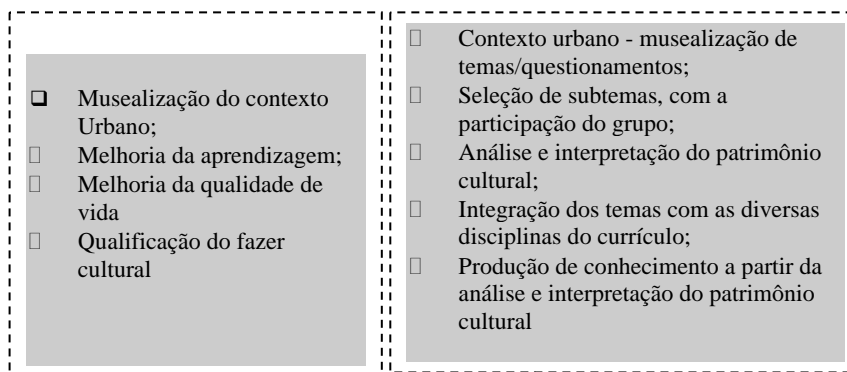 ❑ Musealização do contexto
Urbano;
Melhoria da aprendizagem;
Melhoria da qualidade de
vida
Qualificação do fazer
cultural
Contexto urbano - musealização de
temas/questionamentos;
Seleção de subtemas, com a
participação do grupo;
Análise e interpretação do patrimônio
cultural;
Integração dos temas com as diversas
disciplinas do currículo;
Produção de conhecimento a partir da
análise e interpretação do patrimônio
cultural